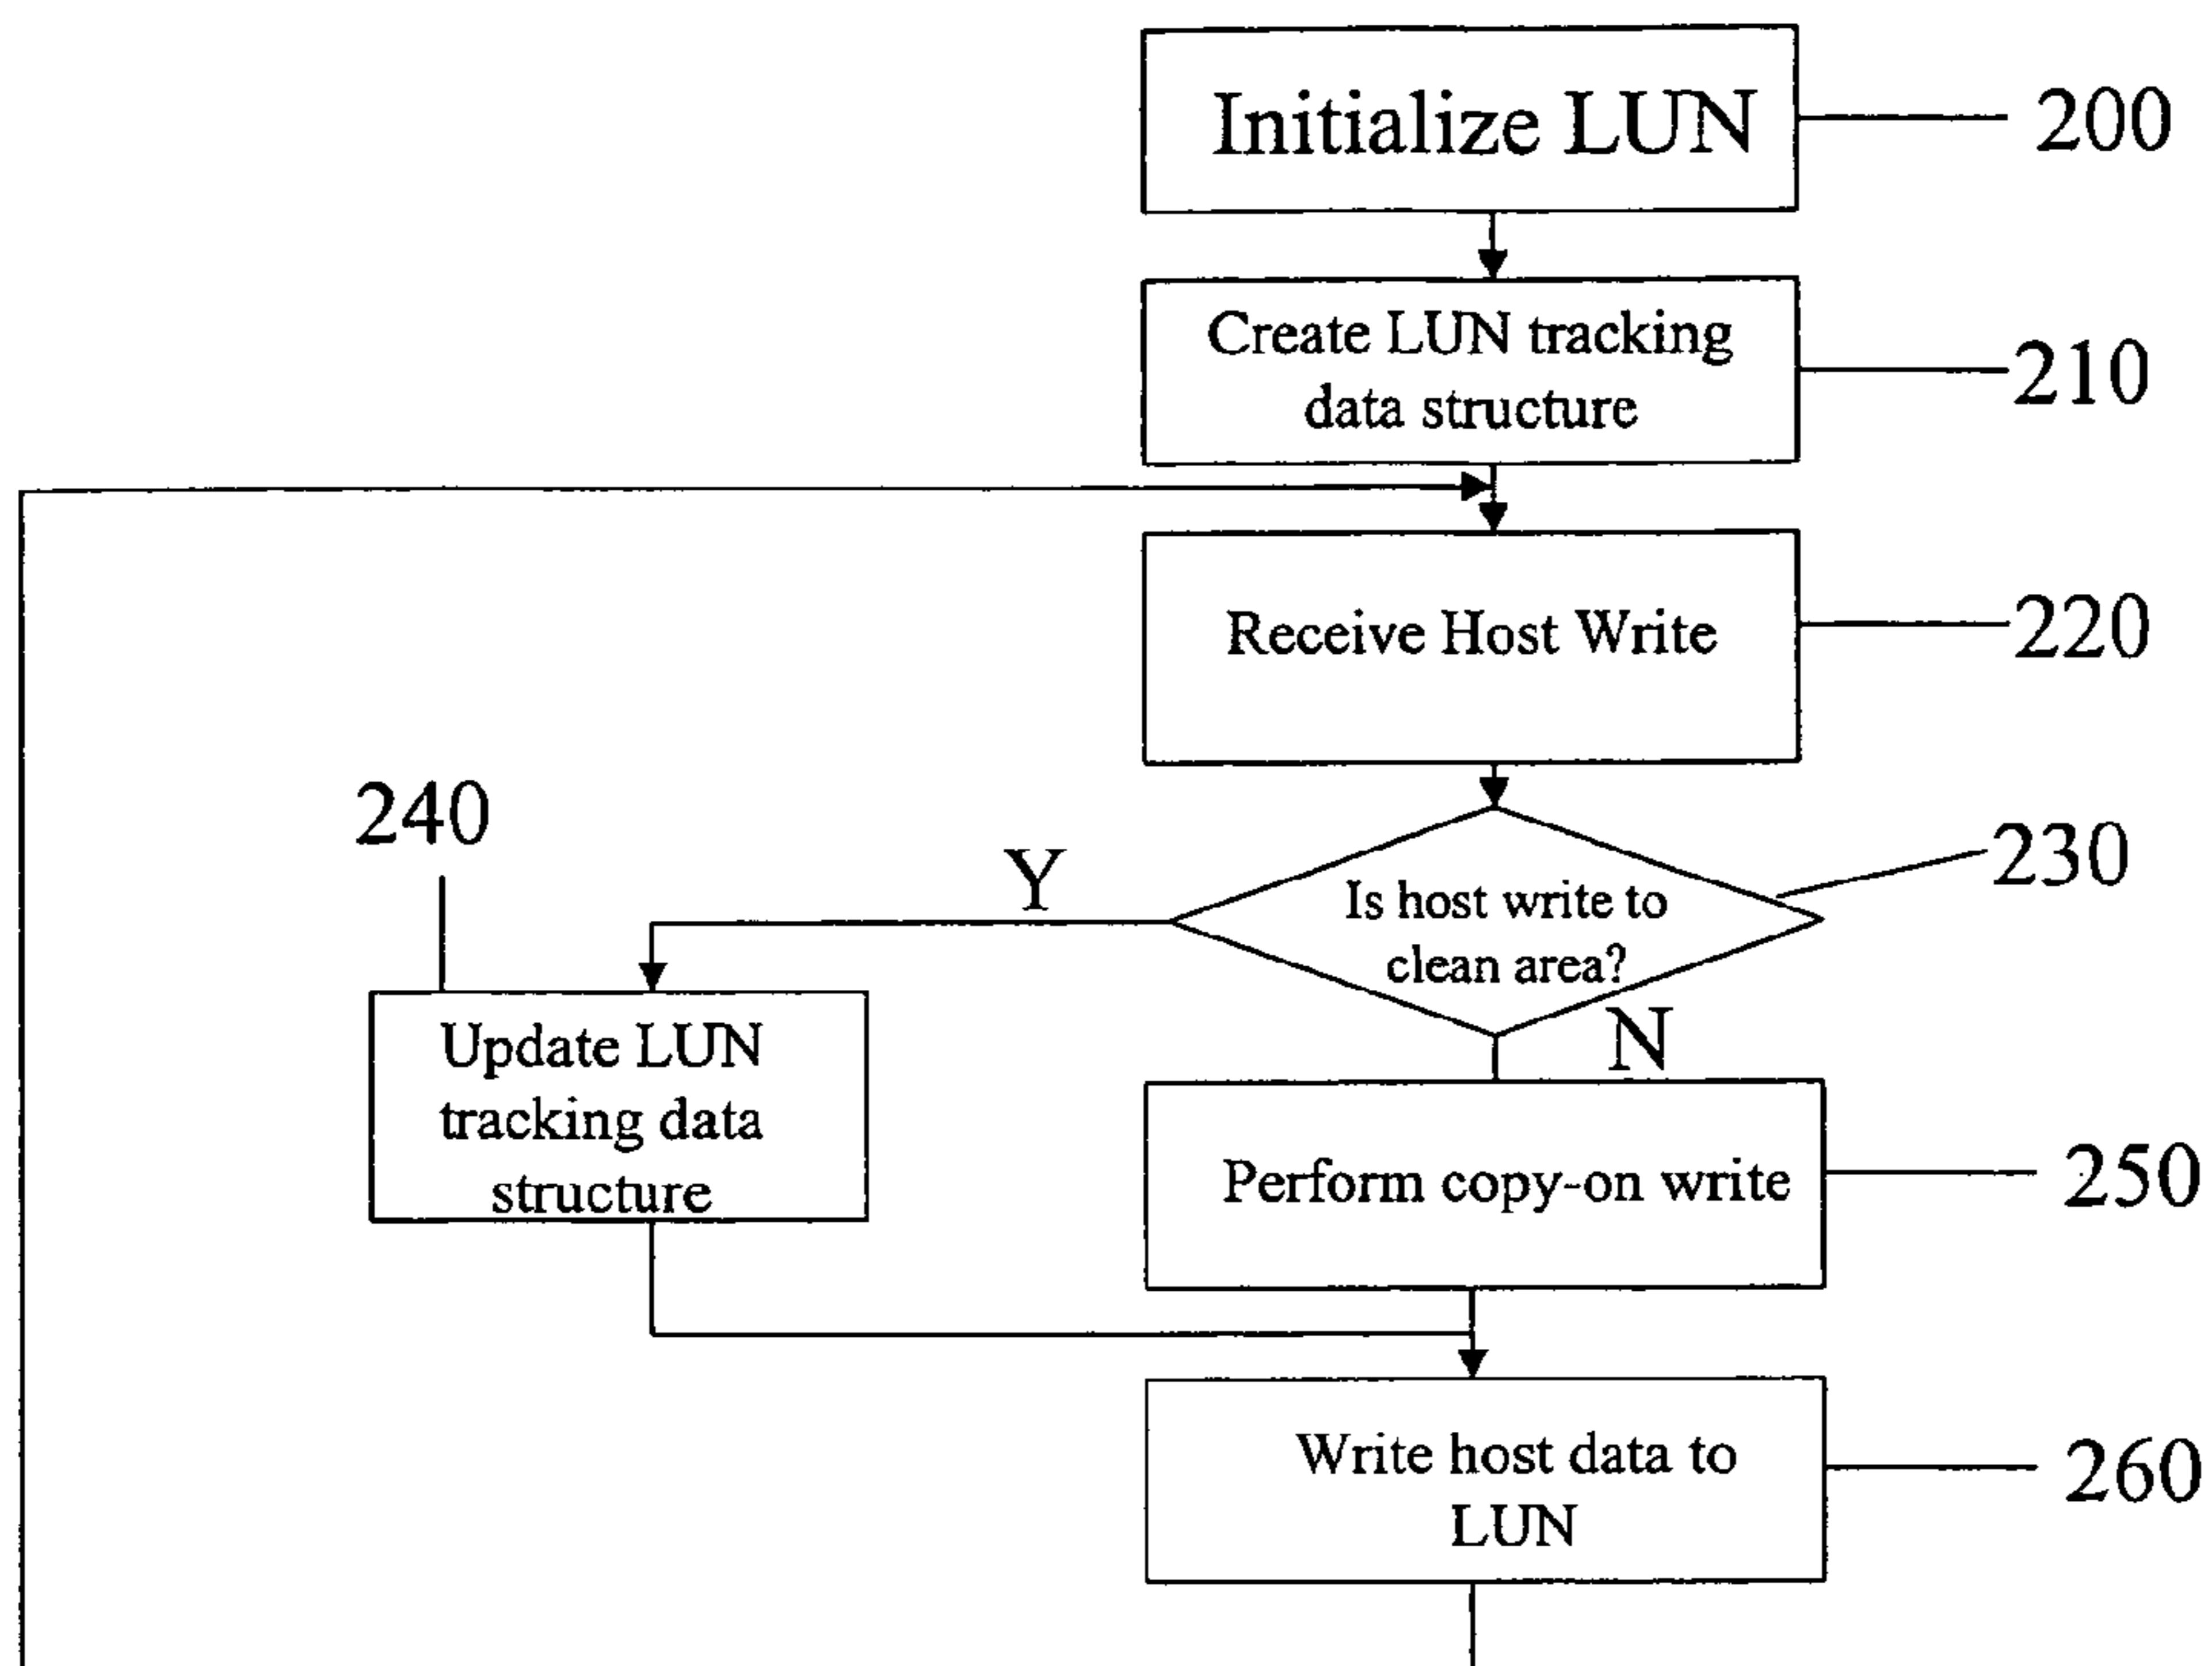 Initialize LUN
200
Create LUN tracking
data structure
210
Receive Host Write
220
240
Y
Is host write to
clean area?
230
N
Update LUN
tracking data
structure
Perform copy-on write
250
Write host data to
LUN
260